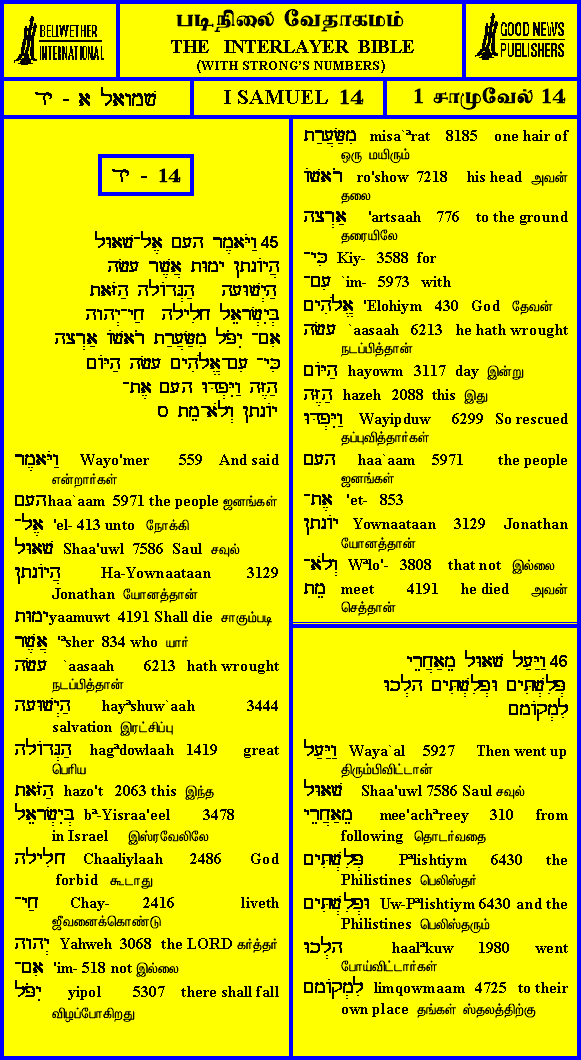 BELLWETHER
INTERNATIONAL
படிநிலை வேதாகமம்
THE INTERLAYER BIBLE
(WITH STRONG'S NUMBERS)
GOOD NEWS
PUBLISHERS
שמואל א - יד
I SAMUEL 14
1 சாமுவேல் 14
יד - 14
45 וַיֹּאמֶר הָעָם אֶל־שָׁאוּל
הֲיוֹנָתָן יָמוּת אֲשֶׁר עָשָׂה
הַיְשׁוּעָה הַגְּדוֹלָה הַזֹּאת
בְּיִשְׂרָאֵל חָלִילָה חַי־יְהוָה
אִם־ יִפֹּל מִשַּׂעֲרַת רֹאשׁוֹ אַרְצָה
כִּי־ עִם־אֱלֹהִים עָשָׂה הַיּוֹם
הַזֶּה וַיִּפְדּוּ הָעָם אֶת־
יוֹנָתָן וְלֹא־מֵת ס
וַיֹּאמֶר Wayo'mer 559 And said
என்றார்கள்
הָעָם haa`aam 5971 the people ஜனங்கள்
אֶל־ 'el- 413 unto நோக்கி
שָׁאוּל Shaa'uwl 7586 Saul சவுல்
הֲיוֹנָתָן Ha-Yownaataan 3129
Jonathan யோனத்தான்
יָמוּת yaamuwt 4191 Shall die சாகும்படி
אֲשֶׁר 'ªsher 834 who யார்
עָשָׂה `aasaah 6213 hath wrought
நடப்பித்தான்
הַיְשׁוּעָה hayªshuw`aah 3444
salvation இரட்சிப்பு
הַגְּדוֹלָה hagªdowlaah 1419 great
பெரிய
הַזֹּאת hazo't 2063 this இந்த
בְּיִשְׂרָאֵל bª-Yisraa'eel 3478
in Israel இஸ்ரவேலிலே
חָלִילָה Chaaliylaah 2486 God
forbid கூடாது
חַי־ Chay- 2416 liveth
ஜீவனைக்கொண்டு
יְהוָה Yahweh 3068 the LORD கர்த்தர்
אִם־ 'im- 518 not இல்லை
יִפֹּל yipol 5307 there shall fall
விழப்போகிறது
מִשַּׂעֲרַת misa`ªrat 8185 one hair of
ஒரு மயிரும்
רֹאשׁוֹ ro'show 7218 his head அவன்
தலை
אַרְצָה 'artsaah 776 to the ground
தரையிலே
כִּי־ Kiy- 3588 for
עִם־ `im- 5973 with
אֱלֹהִים 'Elohiym 430 God தேவன்
עָשָׂה `aasaah 6213 he hath wrought
நடப்பித்தான்
הַיּוֹם hayowm 3117 day இன்று
הַזֶּה hazeh 2088 this இது
וַיִּפְדּוּ Wayipduw 6299 So rescued
தப்புவித்தார்கள்
הָעָם haa`aam 5971 the people
ஜனங்கள்
אֶת־ 'et- 853
יוֹנָתָן Yownaataan 3129 Jonathan
யோனத்தான்
וְלֹא־ Wªlo'- 3808 that not இல்லை
מֵת meet 4191 he died அவன்
செத்தான்
46 וַיַּעַל שָׁאוּל מֵאַחֲרֵי
פְּלִשְׁתִּים וּפְלִשְׁתִּים הָלְכוּ
לִמְקוֹמָם
וַיַּעַל Waya`al 5927 Then went up
திரும்பிவிட்டான்
שָׁאוּל Shaa'uwl 7586 Saul சவுல்
מֵאַחֲרֵי mee'achªreey 310 from
following தொடர்வதை
פְּלִשְׁתִּים Pªlishtiym 6430 the
Philistines பெலிஸ்தர்
וּפְלִשְׁתִּים Uw-Pªlishtiym 6430 and the
Philistines பெலிஸ்தரும்
הָלְכוּ haalªkuw 1980 went
போய்விட்டார்கள்
לִמְקוֹמָם limqowmaam 4725 to their
own place தங்கள் ஸ்தலத்திற்கு